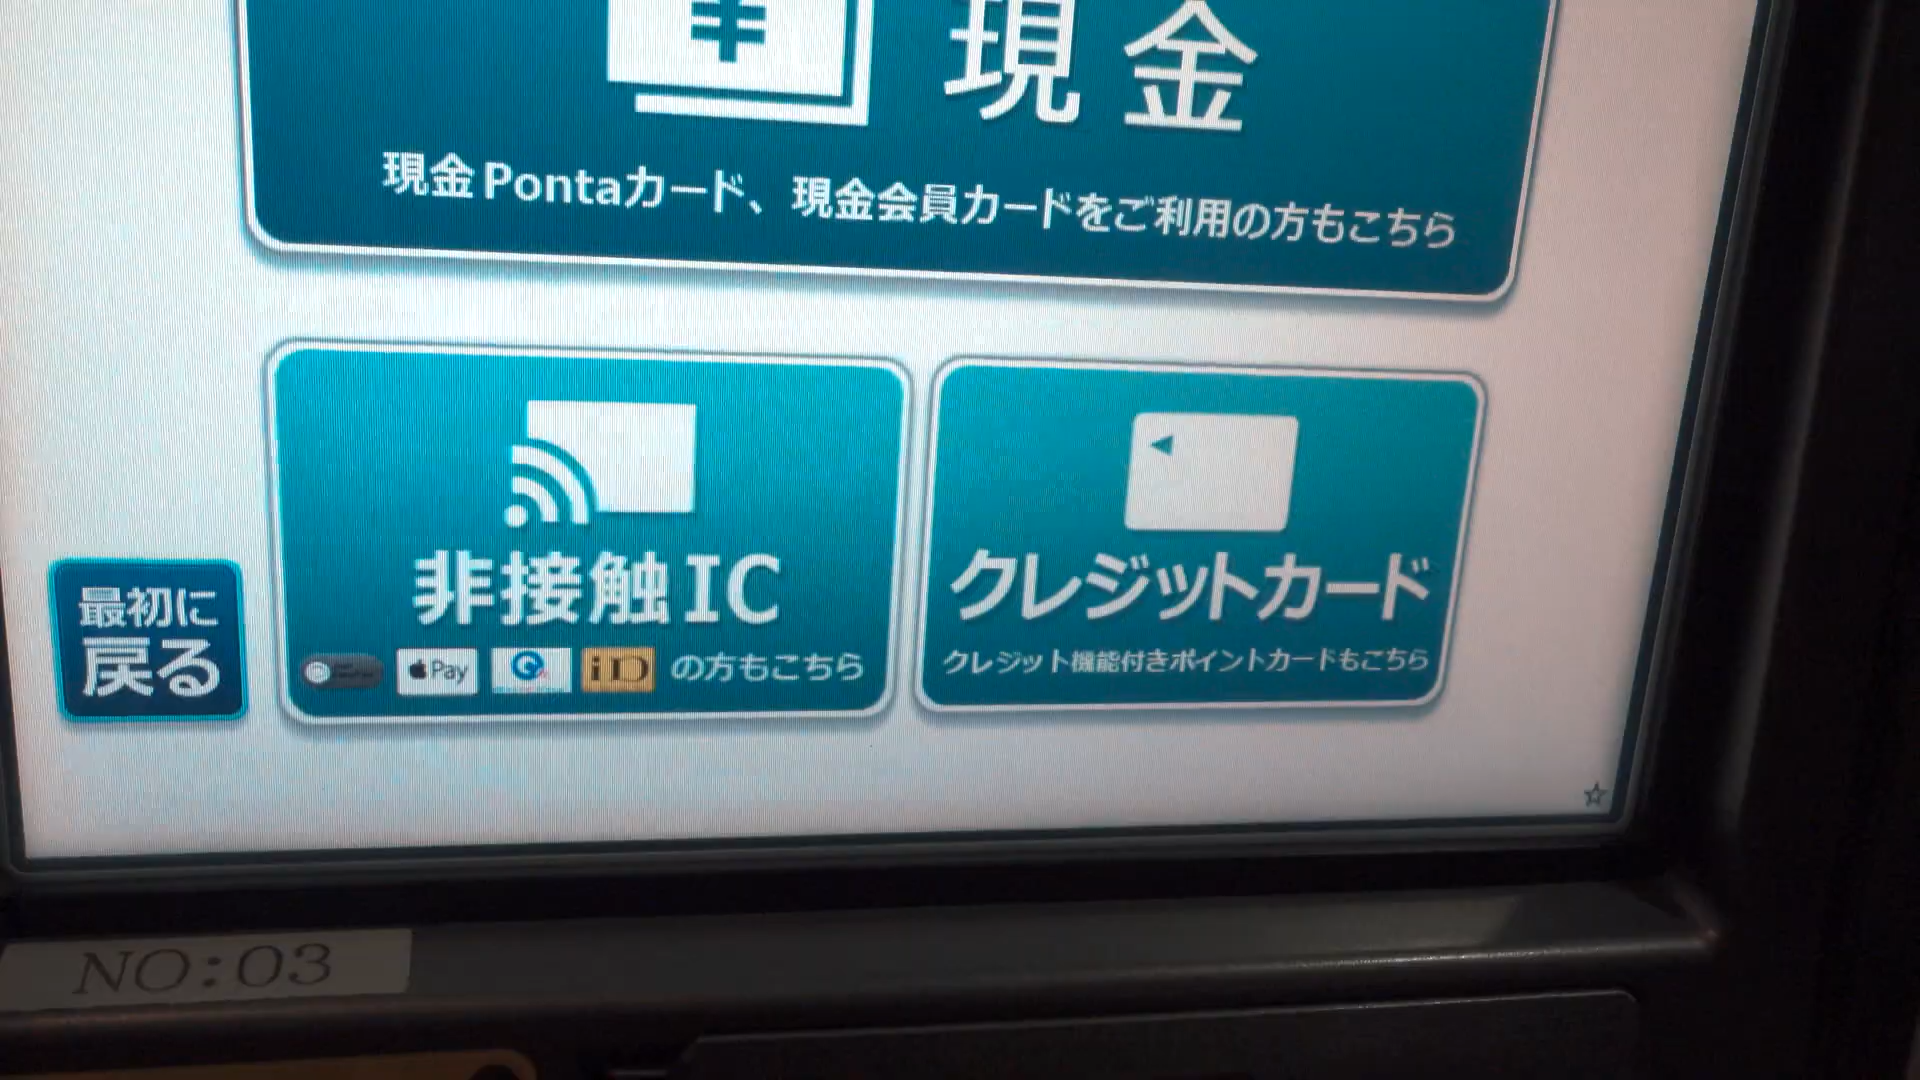 現金
現金Pontaカード、現金会員カードをご利用の方もこちら
非接触IC
Pay iD の方もこちら
クレジットカード
クレジット機能付きポイントカードもこちら
最初に
戻る
NO:03